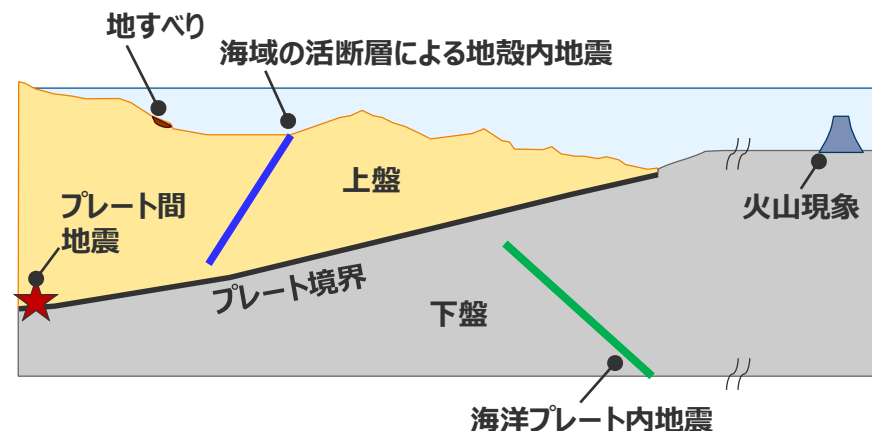 地すべり
海域の活断層による地殻内地震
上盤
プレート間
地震
火山現象
プレート境界
下盤
海洋プレート内地震